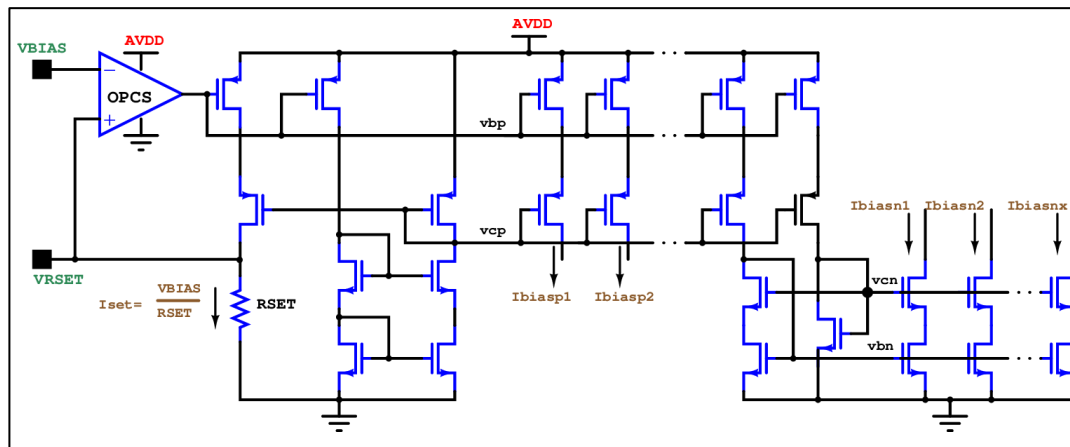 AVDD
VBIAS
AVDD
−
OPCS
+
vbp
Ibiasn1
Ibiasn2
Ibiasnx
vcp
VRSET
vcn
Iset= VBIAS
RSET
RSET
Ibiasp1
Ibiasp2
vbn